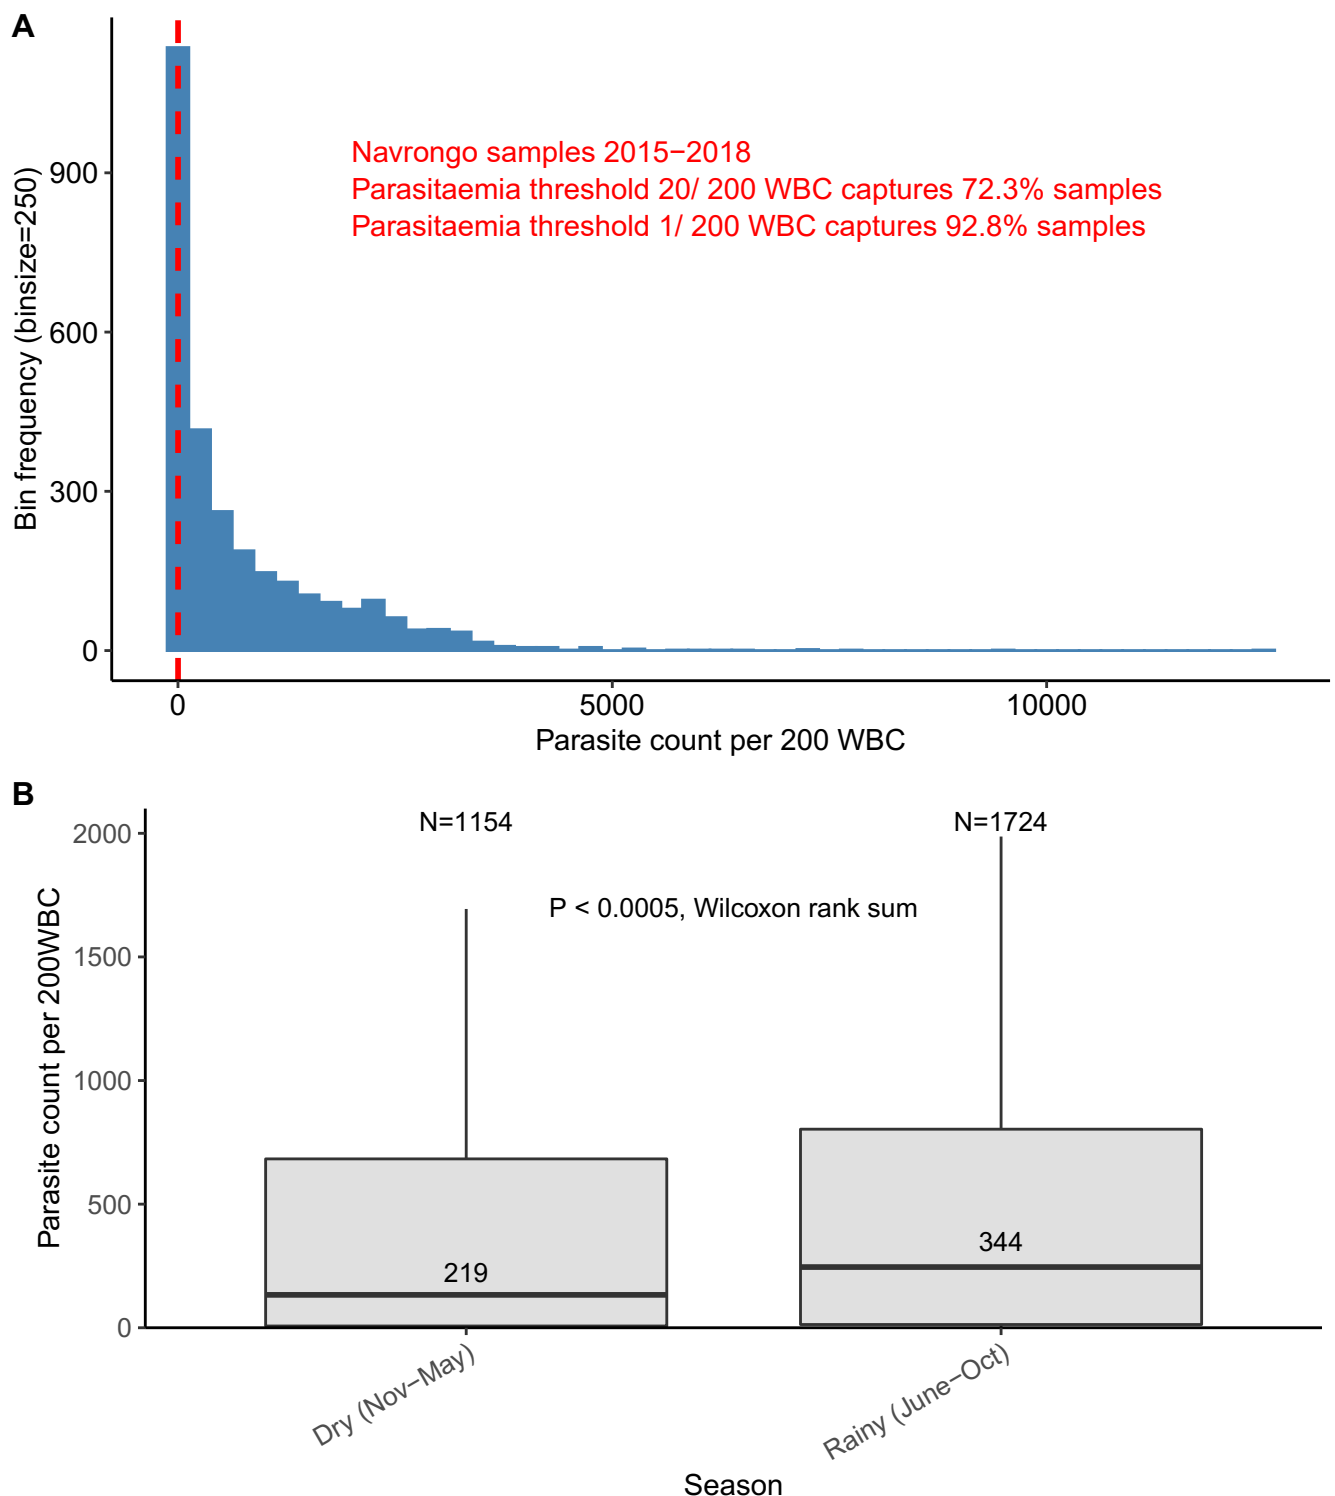 A
Navrongo samples 2015−2018
Parasitaemia threshold 20/ 200 WBC captures 72.3% samples
Parasitaemia threshold 1/ 200 WBC captures 92.8% samples
Bin frequency (binsize=250)
900
600
300
0
0 5000 10000
Parasite count per 200 WBC
B
N=1154 N=1724
P < 0.0005, Wilcoxon rank sum
Parasite count per 200WBC
2000
1500
1000
500
0
219 344
Dry (Nov−May)
Rainy (June−Oct)
Season